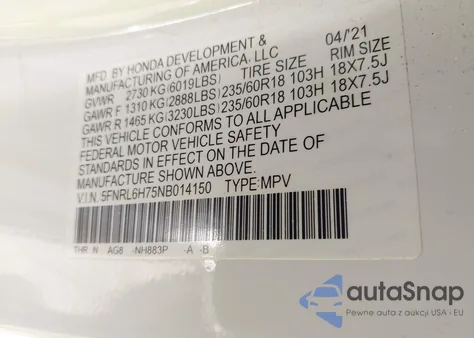 MFD. BY HONDA DEVELOPMENT & 04/'21
MANUFACTURING OF AMERICA, LLC
GVWR 2730 KG(6019LBS) TIRE SIZE RIM SIZE
GAWR F 1310 KG(2888LBS) 235/60R18 103H 18X7.5J
GAWR R 1465 KG(3230LBS) 235/60R18 103H 18X7.5J
THIS VEHICLE CONFORMS TO ALL APPLICABLE
FEDERAL MOTOR VEHICLE SAFETY
STANDARDS IN EFFECT ON THE DATE OF
MANUFACTURE SHOWN ABOVE.
V.I.N. 5FNRL6H75NB014150 TYPE:MPV
THR N AG8 -NH883P -A -B
autoSnap
Pewne auta z aukcji USA - EU